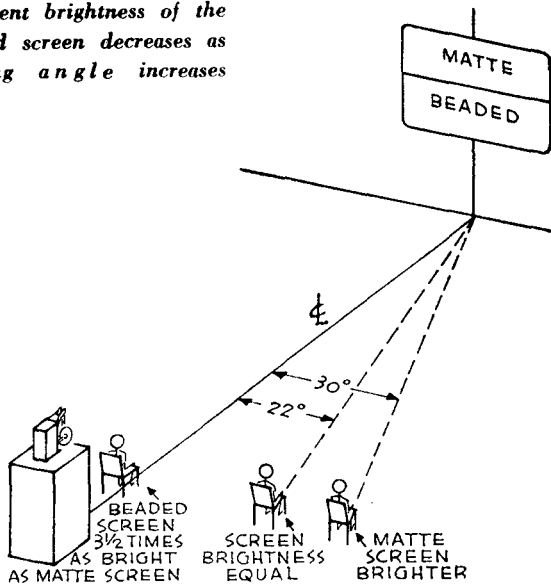 ent brightness of the
d screen decreases as
g angle increases
MATTE
BEADED
℄
30°
22°
BEADED
SCREEN
3½ TIMES
AS BRIGHT
AS MATTE SCREEN
SCREEN
BRIGHTNESS
EQUAL
MATTE
SCREEN
BRIGHTER